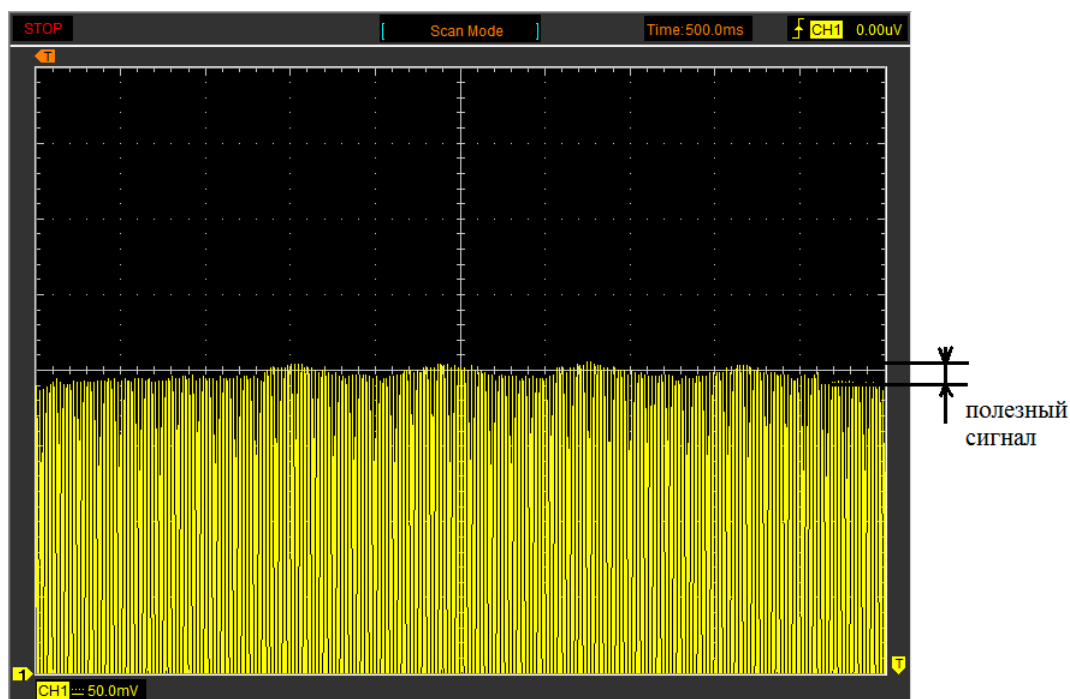 STOP
[ Scan Mode ]
Time:500.0ms
CH1 0.00uV
T
полезный
сигнал
1
T
CH1 50.0mV